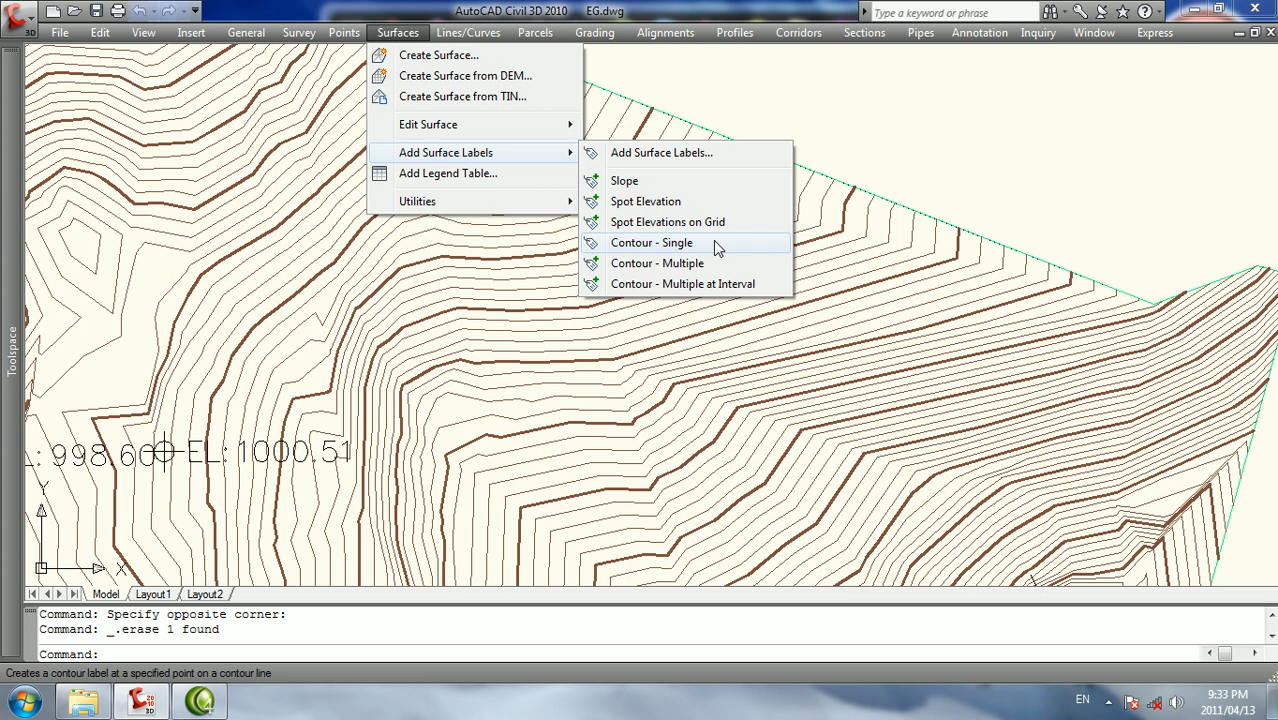 AutoCAD Civil 3D 2010 EG.dwg
Type a keyword or phrase
3D
File Edit View Insert General Survey Points Surfaces Lines/Curves Parcels Grading Alignments Profiles Corridors Sections Pipes Annotation Inquiry Window Express
Create Surface...
Create Surface from DEM...
Create Surface from TIN...
Edit Surface
Add Surface Labels
Add Legend Table...
Utilities
Add Surface Labels...
Slope
Spot Elevation
Spot Elevations on Grid
Contour - Single
Contour - Multiple
Contour - Multiple at Interval
Toolspace
998.60 EL: 1000.51
Y
X
Model Layout1 Layout2
Command: Specify opposite corner:
Command: _.erase 1 found
Command:
Creates a contour label at a specified point on a contour line
EN
9:33 PM
2011/04/13